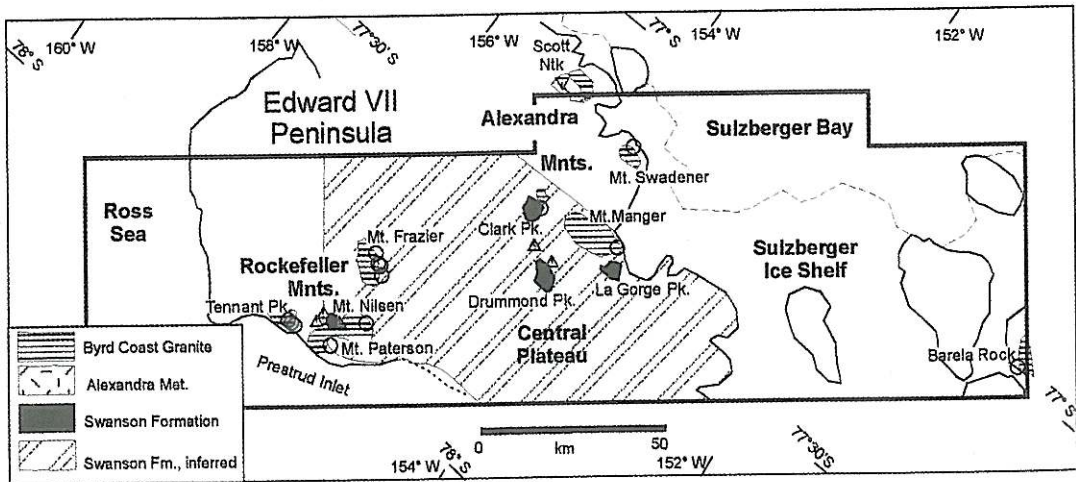 160° W
158° W
77°30'
156° W
77° S
154° W
152° W
77° S
78° S
Scott
Ntk
Edward VII
Peninsula
Alexandra
Mnts.
Sulzberger Bay
Mt. Swadener
Ross
Sea
Clark Pk.
Mt.Manger
Mt. Frazier
Sulzberger
Ice Shelf
Rockefeller
Mnts.
Drummond Pk.
La Gorge Pk.
Tennant Pk.
Mt. Nilsen
Central
Plateau
Mt. Paterson
Barela Rock
Prestrud Inlet
Byrd Coast Granite
Alexandra Met.
Swanson Formation
Swanson Fm., inferred
0
50
km
77° S
154° W
78° S
152° W
77°30'S